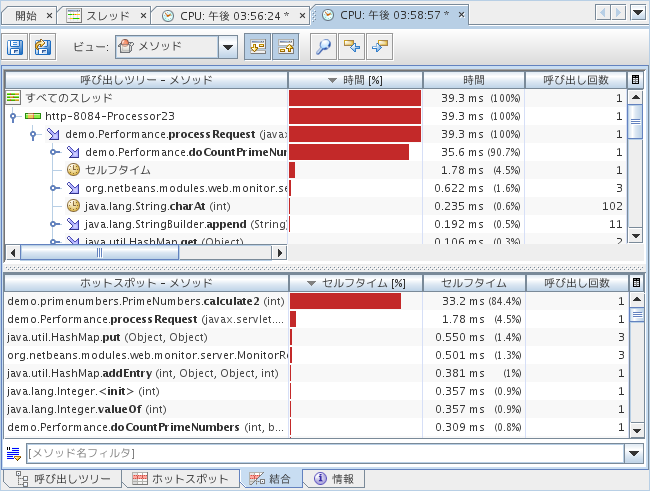 開始 スレッド CPU: 午後 03:56:24 * CPU: 午後 03:58:57 *
ビュー: メソッド
呼び出しツリー - メソッド 時間 [%] 時間 呼び出し回数
すべてのスレッド 39.3 ms (100%) 1
http-8084-Processor23 39.3 ms (100%) 1
demo.Performance.processRequest (javax 39.3 ms (100%) 1
demo.Performance.doCountPrimeNum 35.6 ms (90.7%) 1
セルフタイム 1.78 ms (4.5%) 1
org.netbeans.modules.web.monitor.se 0.622 ms (1.6%) 3
java.lang.String.charAt (int) 0.235 ms (0.6%) 102
java.lang.StringBuilder.append (String) 0.192 ms (0.5%) 11
java.util.HashMap.get (Object) 0.106 ms (0.3%) 2
ホットスポット - メソッド セルフタイム [%] セルフタイム 呼び出し回数
demo.primenumbers.PrimeNumbers.calculate2 (int) 33.2 ms (84.4%) 1
demo.Performance.processRequest (javax.servlet.... 1.78 ms (4.5%) 1
java.util.HashMap.put (Object, Object) 0.550 ms (1.4%) 3
org.netbeans.modules.web.monitor.server.MonitorRe 0.501 ms (1.3%) 3
java.util.HashMap.addEntry (int, Object, Object, int) 0.381 ms (1%) 1
java.lang.Integer.<init> (int) 0.357 ms (0.9%) 1
java.lang.Integer.valueOf (int) 0.357 ms (0.9%) 1
demo.Performance.doCountPrimeNumbers (int, b... 0.309 ms (0.8%) 1
[メソッド名フィルタ]
呼び出しツリー ホットスポット 結合 情報